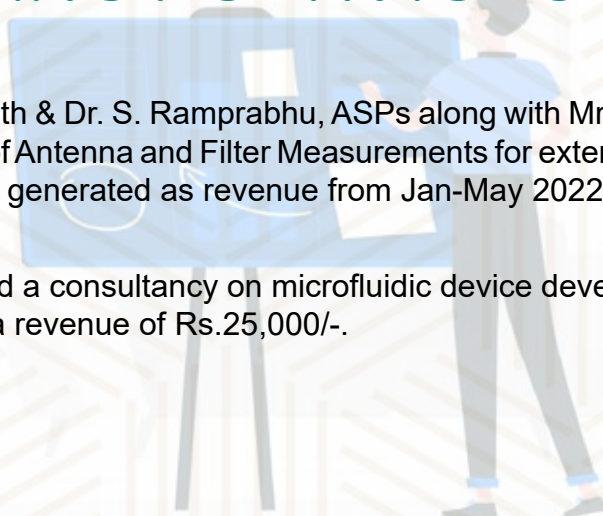 th & Dr. S. Ramprabhu, ASPs along with Mr
f Antenna and Filter Measurements for exter
generated as revenue from Jan-May 2022
d a consultancy on microfluidic device deve
a revenue of Rs.25,000/-.